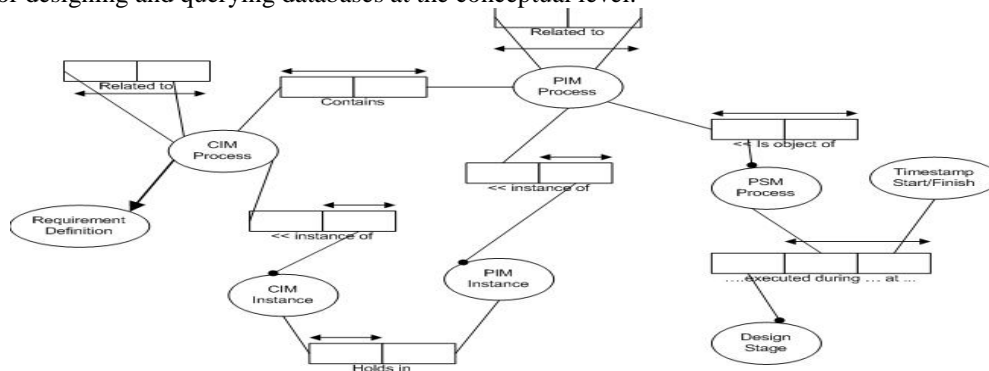 or designing and querying databases at the conceptual level.
Related to
PIM
Process
Related to
Contains
CIM
Process
<< Is object of
<< instance of
PSM
Process
Timestamp
Start/Finish
Requirement
Definition
<< instance of
CIM
Instance
PIM
Instance
....executed during ... at ...
Design
Stage
Holds in